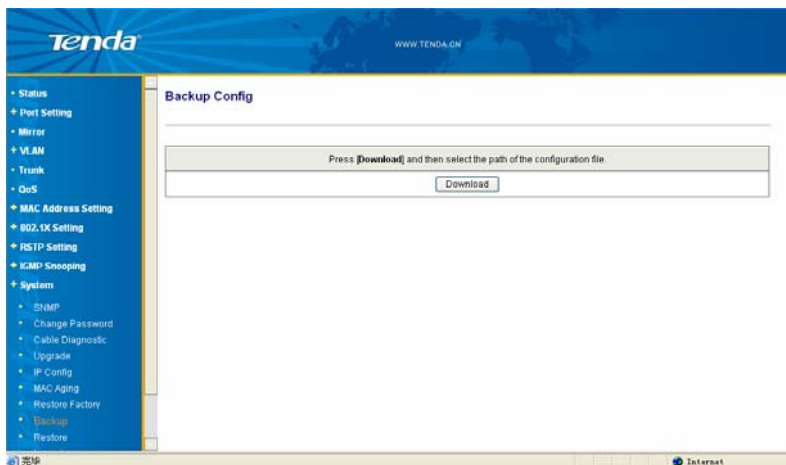 Tenda
WWW.TENDA.CN
Status
Port Setting
Mirror
VLAN
Trunk
QoS
MAC Address Setting
802.1X Setting
RSTP Setting
IGMP Snooping
System
SNMP
Change Password
Cable Diagnostic
Upgrade
IP Config
MAC Aging
Restore Factory
Backup
Restore
Backup Config
Press [Download] and then select the path of the configuration file.
Download
完毕
Internet